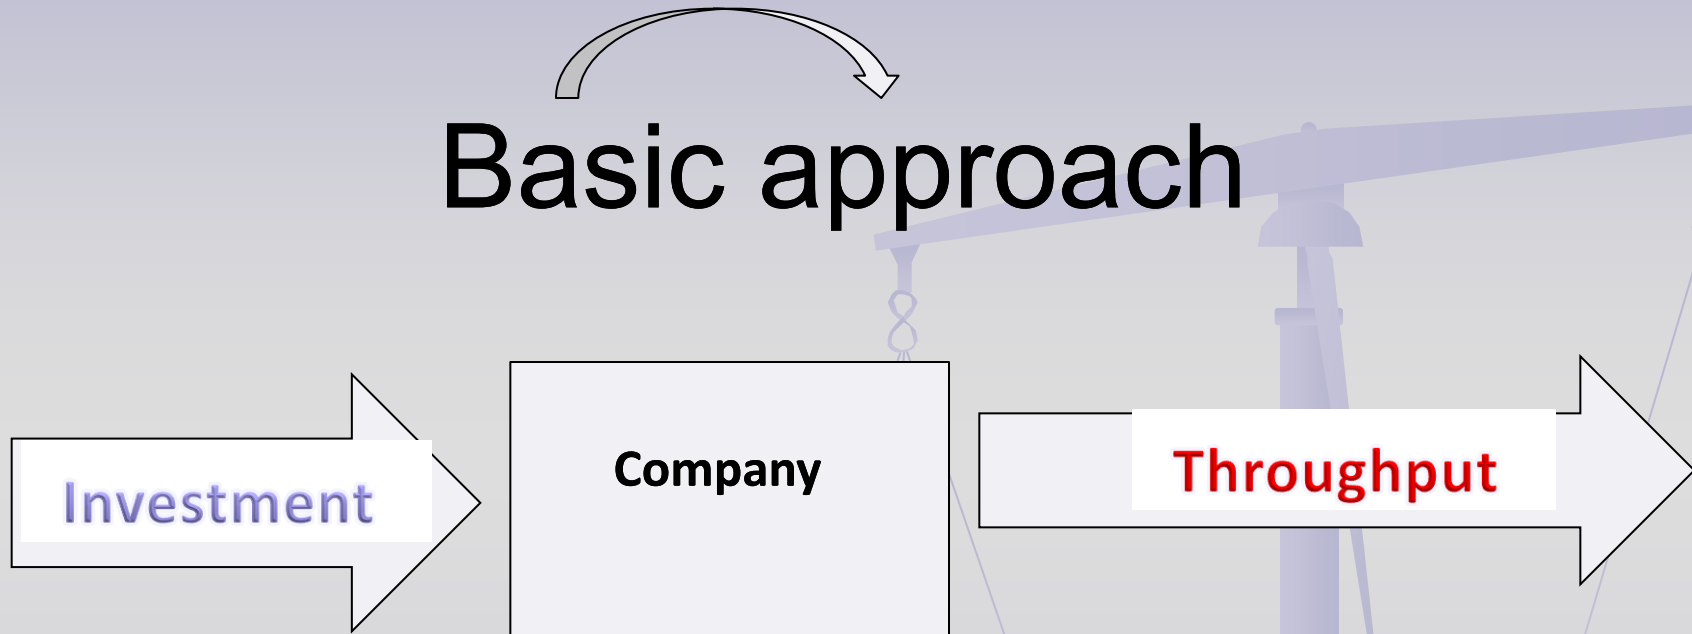 Basic approach
Investment
Company
Throughput